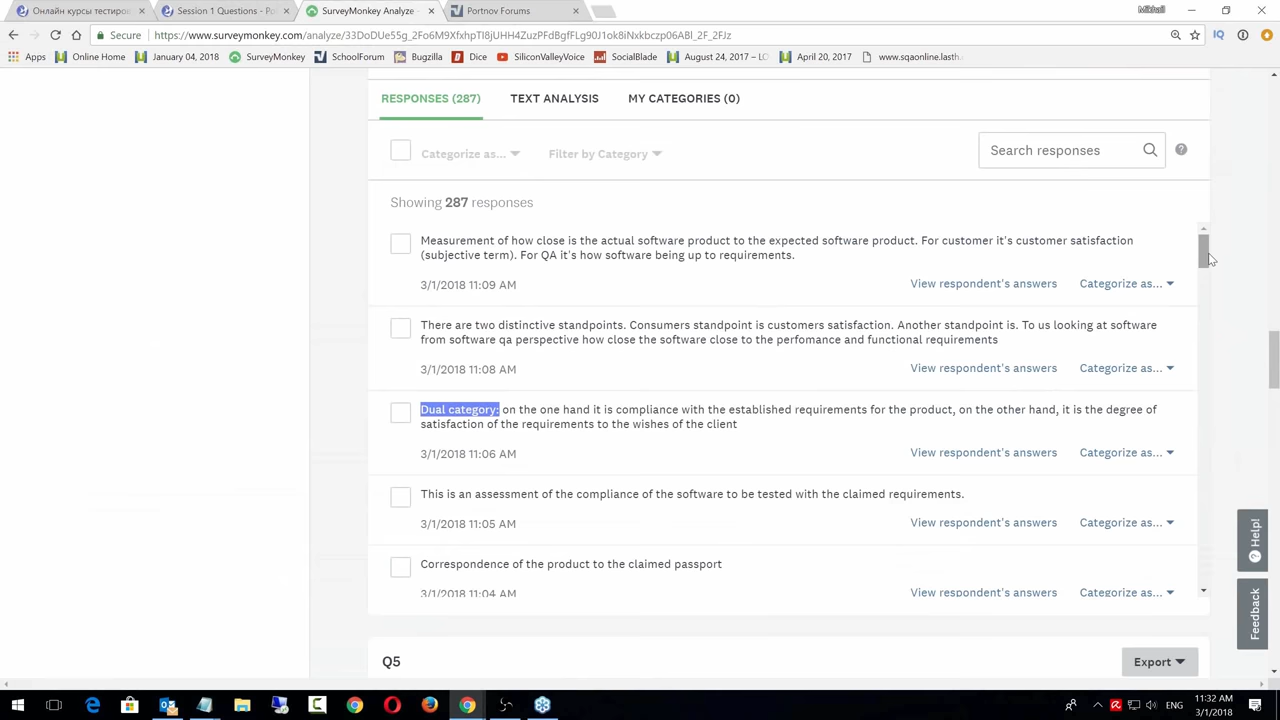 Онлайн курсы тестиров
Session 1 Questions - Po
SurveyMonkey Analyze -
Portnov Forums
Mikhail
Secure
https://www.surveymonkey.com/analyze/33DoDUe55g_2Fo6M9XfxhpTI8jUHH4ZuzPFdBgfFLg90J1ok8iNxkbczp06ABl_2F_2FJz
Apps
Online Home
January 04, 2018
SurveyMonkey
SchoolForum
Bugzilla
Dice
SiliconValleyVoice
SocialBlade
August 24, 2017 – LO
April 20, 2017
www.sqaonline.lasth
RESPONSES (287)
TEXT ANALYSIS
MY CATEGORIES (0)
Categorize as...
Filter by Category
Search responses
Showing 287 responses
Measurement of how close is the actual software product to the expected software product. For customer it's customer satisfaction
(subjective term). For QA it's how software being up to requirements.
3/1/2018 11:09 AM
View respondent's answers
Categorize as...
There are two distinctive standpoints. Consumers standpoint is customers satisfaction. Another standpoint is. To us looking at software
from software qa perspective how close the software close to the perfomance and functional requirements
3/1/2018 11:08 AM
View respondent's answers
Categorize as...
Dual category: on the one hand it is compliance with the established requirements for the product, on the other hand, it is the degree of
satisfaction of the requirements to the wishes of the client
3/1/2018 11:06 AM
View respondent's answers
Categorize as...
This is an assessment of the compliance of the software to be tested with the claimed requirements.
3/1/2018 11:05 AM
View respondent's answers
Categorize as...
Correspondence of the product to the claimed passport
3/1/2018 11:04 AM
View respondent's answers
Categorize as...
Help!
Feedback
Q5
Export
ENG
11:32 AM
3/1/2018